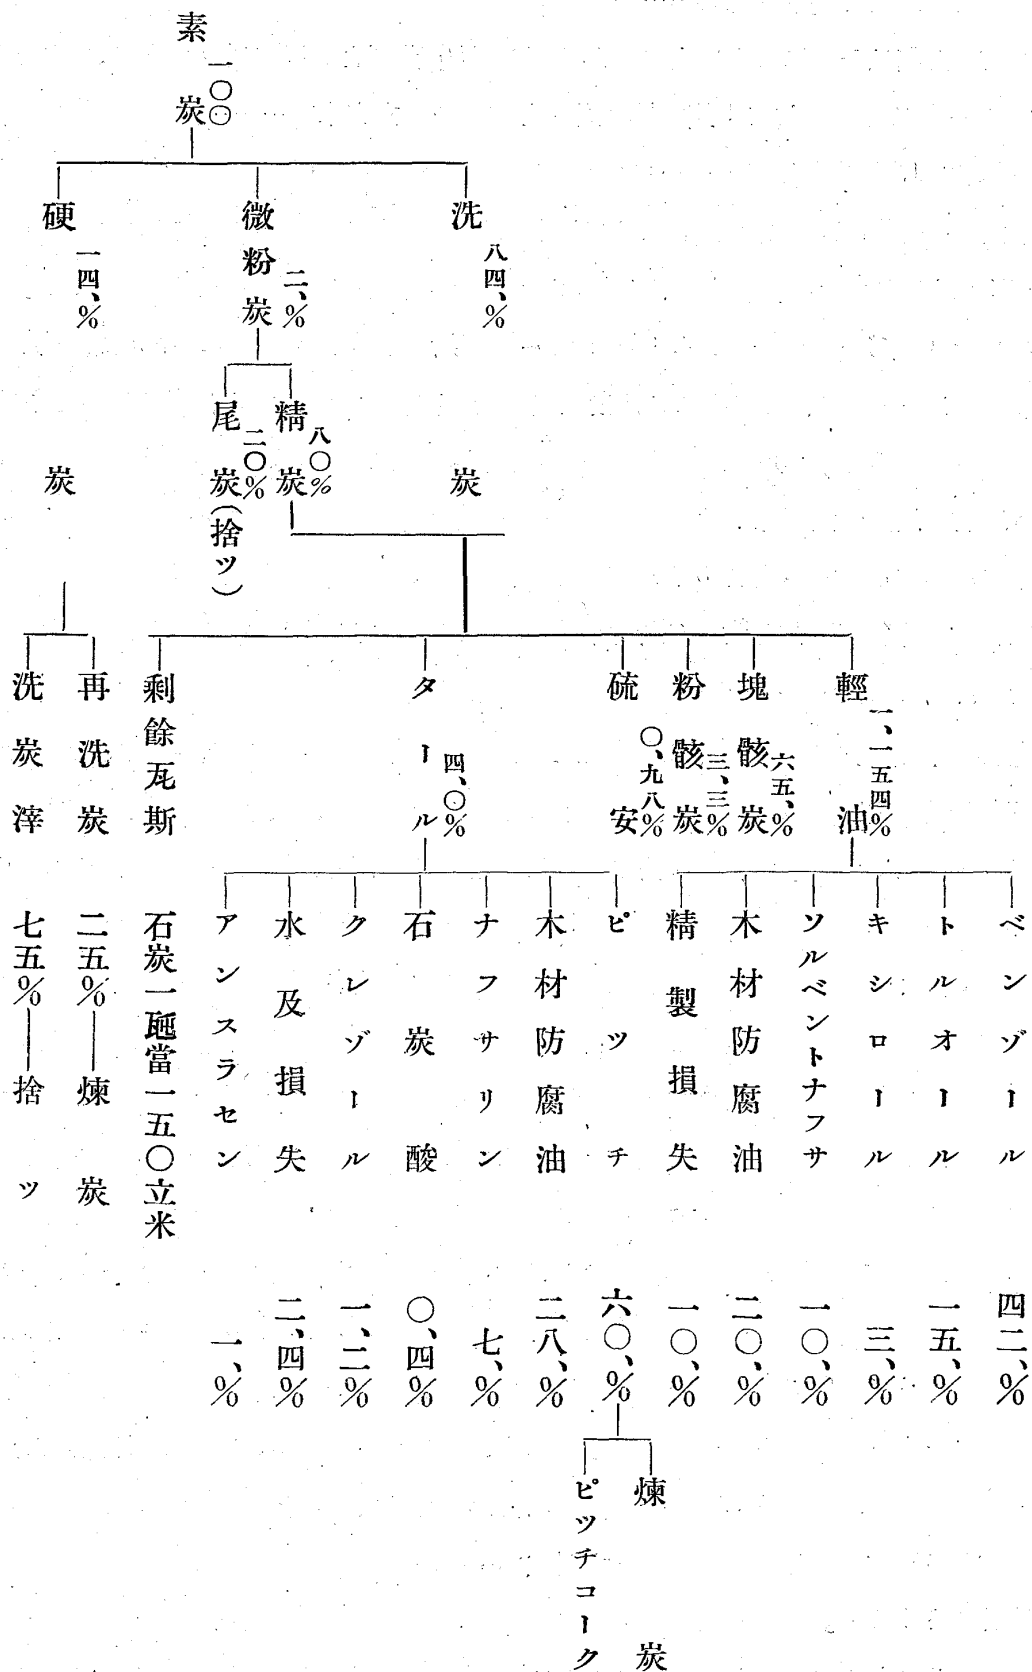 素炭 一〇〇
洗炭 八四、%
微粉炭 二、%
硬炭 一四、%
精炭 八〇%
尾炭(捨ツ) 二〇%
輕油 一、一五四%
塊骸炭 六五、%
粉骸炭 三、三%
硫安 〇、九八%
タール 四、〇%
剩餘瓦斯 石炭一瓲當一五〇立米
再洗炭 二五%——煉炭
洗炭滓 七五%——捨ツ
ベンゾール 四二、%
トルオール 一五、%
キシロール 三、%
ソルベントナフサ 一〇、%
木材防腐油 二〇、%
精製損失 一〇、%
ピツチ 六〇、%
木材防腐油 二八、%
ナフサリン 七、%
石炭酸 〇、四%
クレゾール 一、二%
水及損失 二、四%
アンスラセン 一、%
煉炭
ピツチコーク